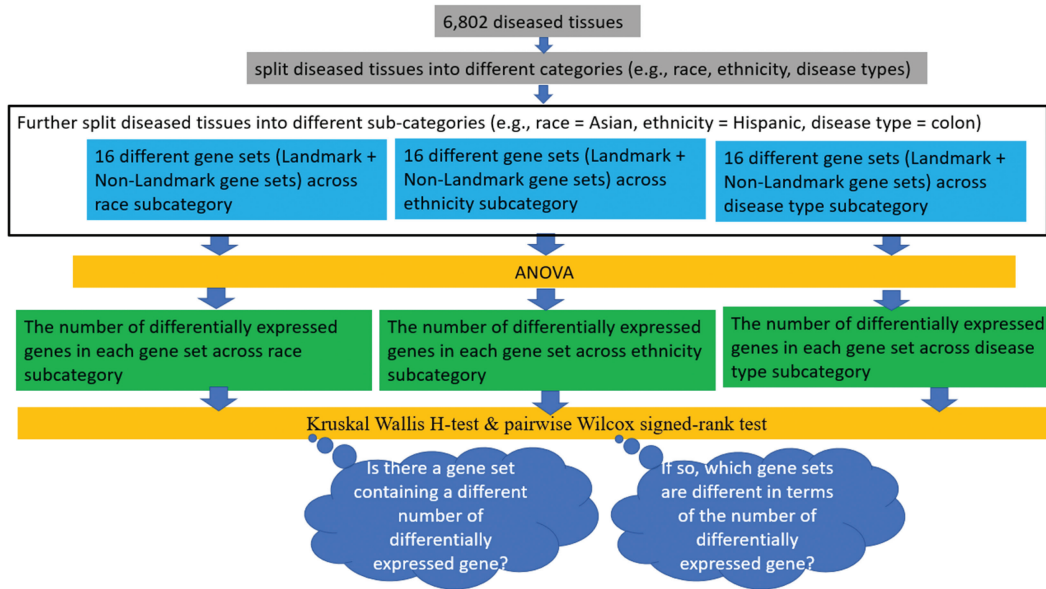 6,802 diseased tissues
split diseased tissues into different categories (e.g., race, ethnicity, disease types)
Further split diseased tissues into different sub-categories (e.g., race = Asian, ethnicity = Hispanic, disease type = colon)
16 different gene sets (Landmark +
Non-Landmark gene sets) across
race subcategory
16 different gene sets (Landmark +
Non-Landmark gene sets) across
ethnicity subcategory
16 different gene sets (Landmark +
Non-Landmark gene sets) across
disease type subcategory
ANOVA
The number of differentially expressed
genes in each gene set across race
subcategory
The number of differentially expressed
genes in each gene set across ethnicity
subcategory
The number of differentially expressed
genes in each gene set across disease
type subcategory
Kruskal Wallis H-test & pairwise Wilcox signed-rank test
Is there a gene set
containing a different
number of
differentially
expressed gene?
If so, which gene sets
are different in terms
of the number of
differentially
expressed gene?